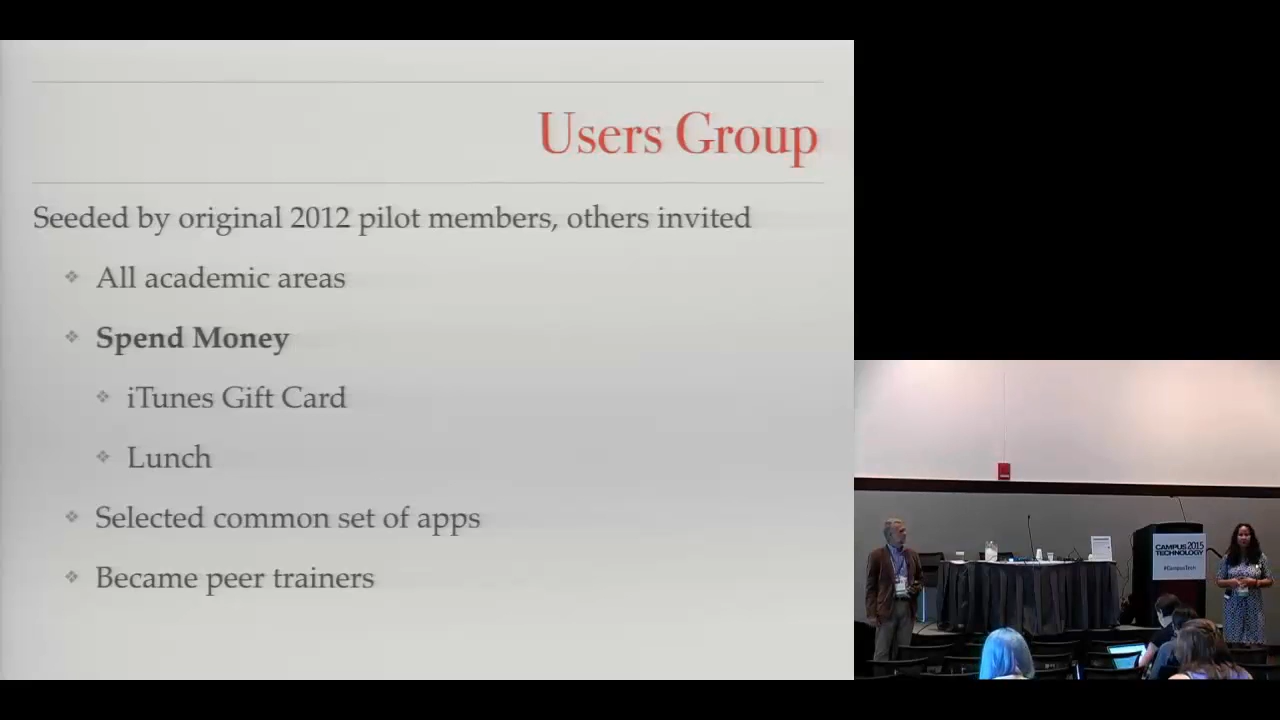 Users Group
Seeded by original 2012 pilot members, others invited
All academic areas
Spend Money
iTunes Gift Card
Lunch
Selected common set of apps
Became peer trainers
CAMPUS 2015
TECHNOLOGY
#CampusTech